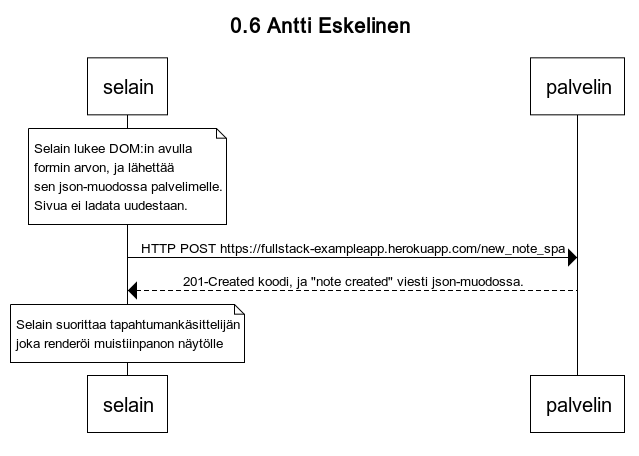 0.6 Antti Eskelinen
selain
palvelin
Selain lukee DOM:in avulla
formin arvon, ja lähettää
sen json-muodossa palvelimelle.
Sivua ei ladata uudestaan.
HTTP POST https://fullstack-exampleapp.herokuapp.com/new_note_spa
201-Created koodi, ja "note created" viesti json-muodossa.
Selain suorittaa tapahtumankäsittelijän
joka renderöi muistiinpanon näytölle
selain
palvelin